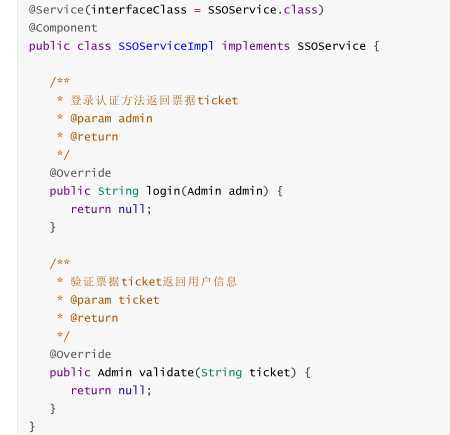 @Service(interfaceClass = SSOService.class)
@Component
public class SSOServiceImpl implements SSOService {
/**
* 登录认证方法返回票据ticket
* @param admin
* @return
*/
@Override
public String login(Admin admin) {
return null;
}
/**
* 验证票据ticket返回用户信息
* @param ticket
* @return
*/
@Override
public Admin validate(String ticket) {
return null;
}
}